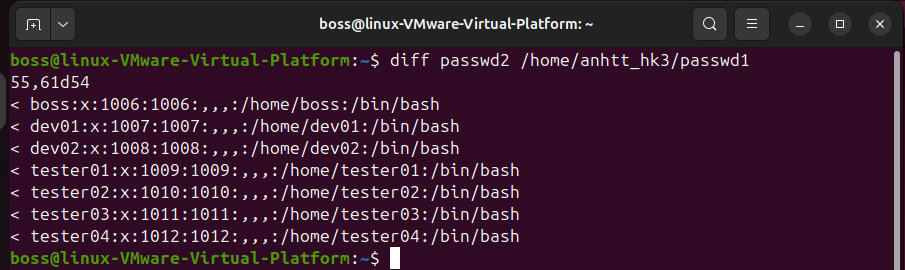 boss@linux-VMware-Virtual-Platform: ~
boss@linux-VMware-Virtual-Platform:~$ diff passwd2 /home/anhtt_hk3/passwd1
55,61d54
< boss:x:1006:1006:,,,:/home/boss:/bin/bash
< dev01:x:1007:1007:,,,:/home/dev01:/bin/bash
< dev02:x:1008:1008:,,,:/home/dev02:/bin/bash
< tester01:x:1009:1009:,,,:/home/tester01:/bin/bash
< tester02:x:1010:1010:,,,:/home/tester02:/bin/bash
< tester03:x:1011:1011:,,,:/home/tester03:/bin/bash
< tester04:x:1012:1012:,,,:/home/tester04:/bin/bash
boss@linux-VMware-Virtual-Platform:~$